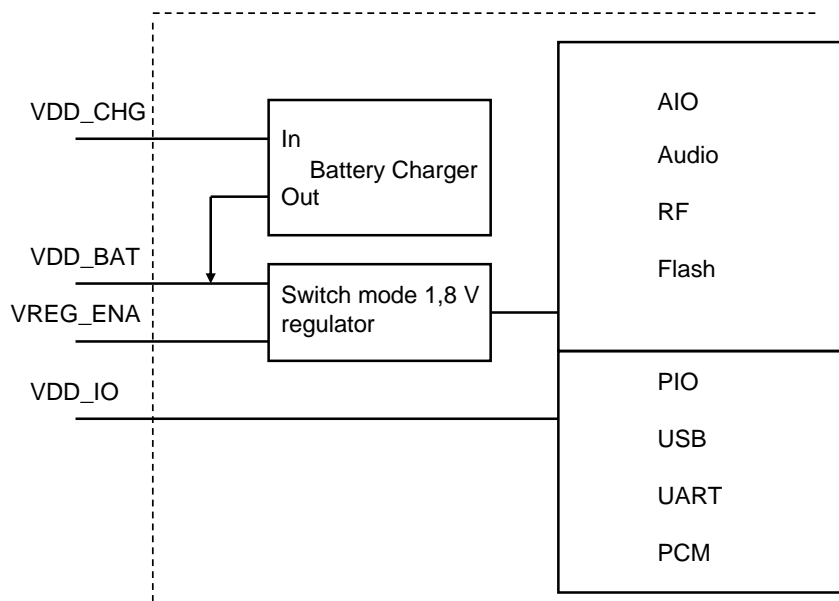 VDD_CHG
In
Battery Charger
Out
VDD_BAT
VREG_ENA
Switch mode 1,8 V
regulator
VDD_IO
AIO
Audio
RF
Flash
PIO
USB
UART
PCM